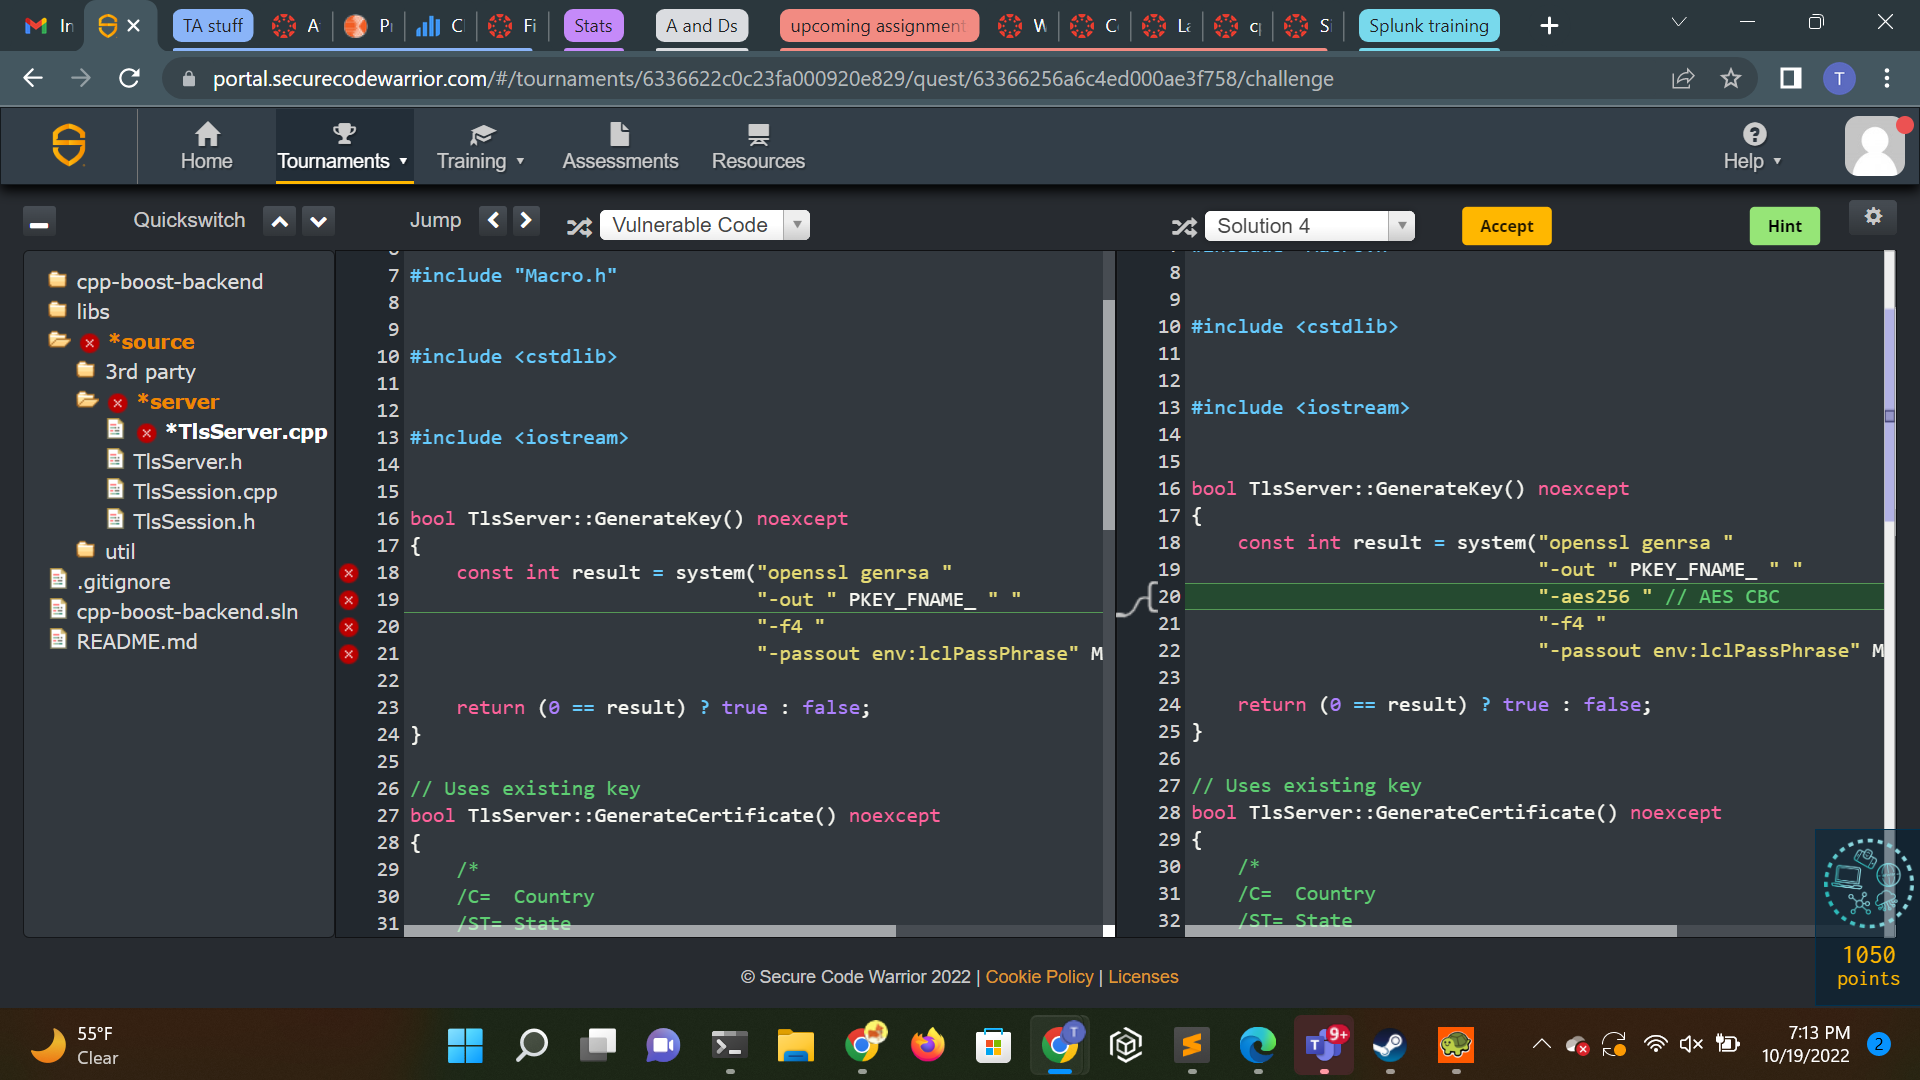 In
TA stuff
A
Pi
Cl
Fi
Stats
A and Ds
upcoming assignment
W
Co
La
cp
Si
Splunk training
portal.securecodewarrior.com/#/tournaments/6336622c0c23fa000920e829/quest/63366256a6c4ed000ae3f758/challenge
T
Home
Tournaments
Training
Assessments
Resources
Help
Quickswitch
Jump
Vulnerable Code
Solution 4
Accept
Hint
cpp-boost-backend
libs
*source
3rd party
*server
*TlsServer.cpp
TlsServer.h
TlsSession.cpp
TlsSession.h
util
.gitignore
cpp-boost-backend.sln
README.md
7 #include "Macro.h"
8
9
10 #include <cstdlib>
11
12
13 #include <iostream>
14
15
16 bool TlsServer::GenerateKey() noexcept
17 {
18 const int result = system("openssl genrsa "
19 "-out " PKEY_FNAME_ " "
20 "-f4 "
21 "-passout env:lclPassPhrase" M
22
23 return (0 == result) ? true : false;
24 }
25
26 // Uses existing key
27 bool TlsServer::GenerateCertificate() noexcept
28 {
29 /*
30 /C= Country
31 /ST= State
8
9
10 #include <cstdlib>
11
12
13 #include <iostream>
14
15
16 bool TlsServer::GenerateKey() noexcept
17 {
18 const int result = system("openssl genrsa "
19 "-out " PKEY_FNAME_ " "
20 "-aes256 " // AES CBC
21 "-f4 "
22 "-passout env:lclPassPhrase" M
23
24 return (0 == result) ? true : false;
25 }
26
27 // Uses existing key
28 bool TlsServer::GenerateCertificate() noexcept
29 {
30 /*
31 /C= Country
32 /ST= State
1050
points
© Secure Code Warrior 2022 | Cookie Policy | Licenses
55°F
Clear
T
9+
7:13 PM
10/19/2022
2